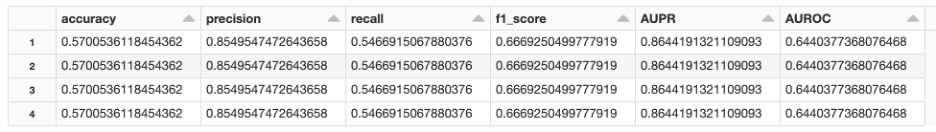 accuracy precision recall f1_score AUPR AUROC
1 0.5700536118454362 0.8549547472643658 0.5466915067880376 0.6669250499777919 0.8644191321109093 0.6440377368076468
2 0.5700536118454362 0.8549547472643658 0.5466915067880376 0.6669250499777919 0.8644191321109093 0.6440377368076468
3 0.5700536118454362 0.8549547472643658 0.5466915067880376 0.6669250499777919 0.8644191321109093 0.6440377368076468
4 0.5700536118454362 0.8549547472643658 0.5466915067880376 0.6669250499777919 0.8644191321109093 0.6440377368076468